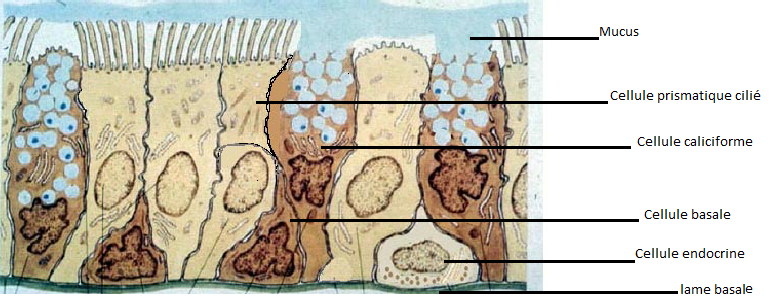 Mucus
Cellule prismatique cilié
Cellule caliciforme
Cellule basale
Cellule endocrine
lame basale